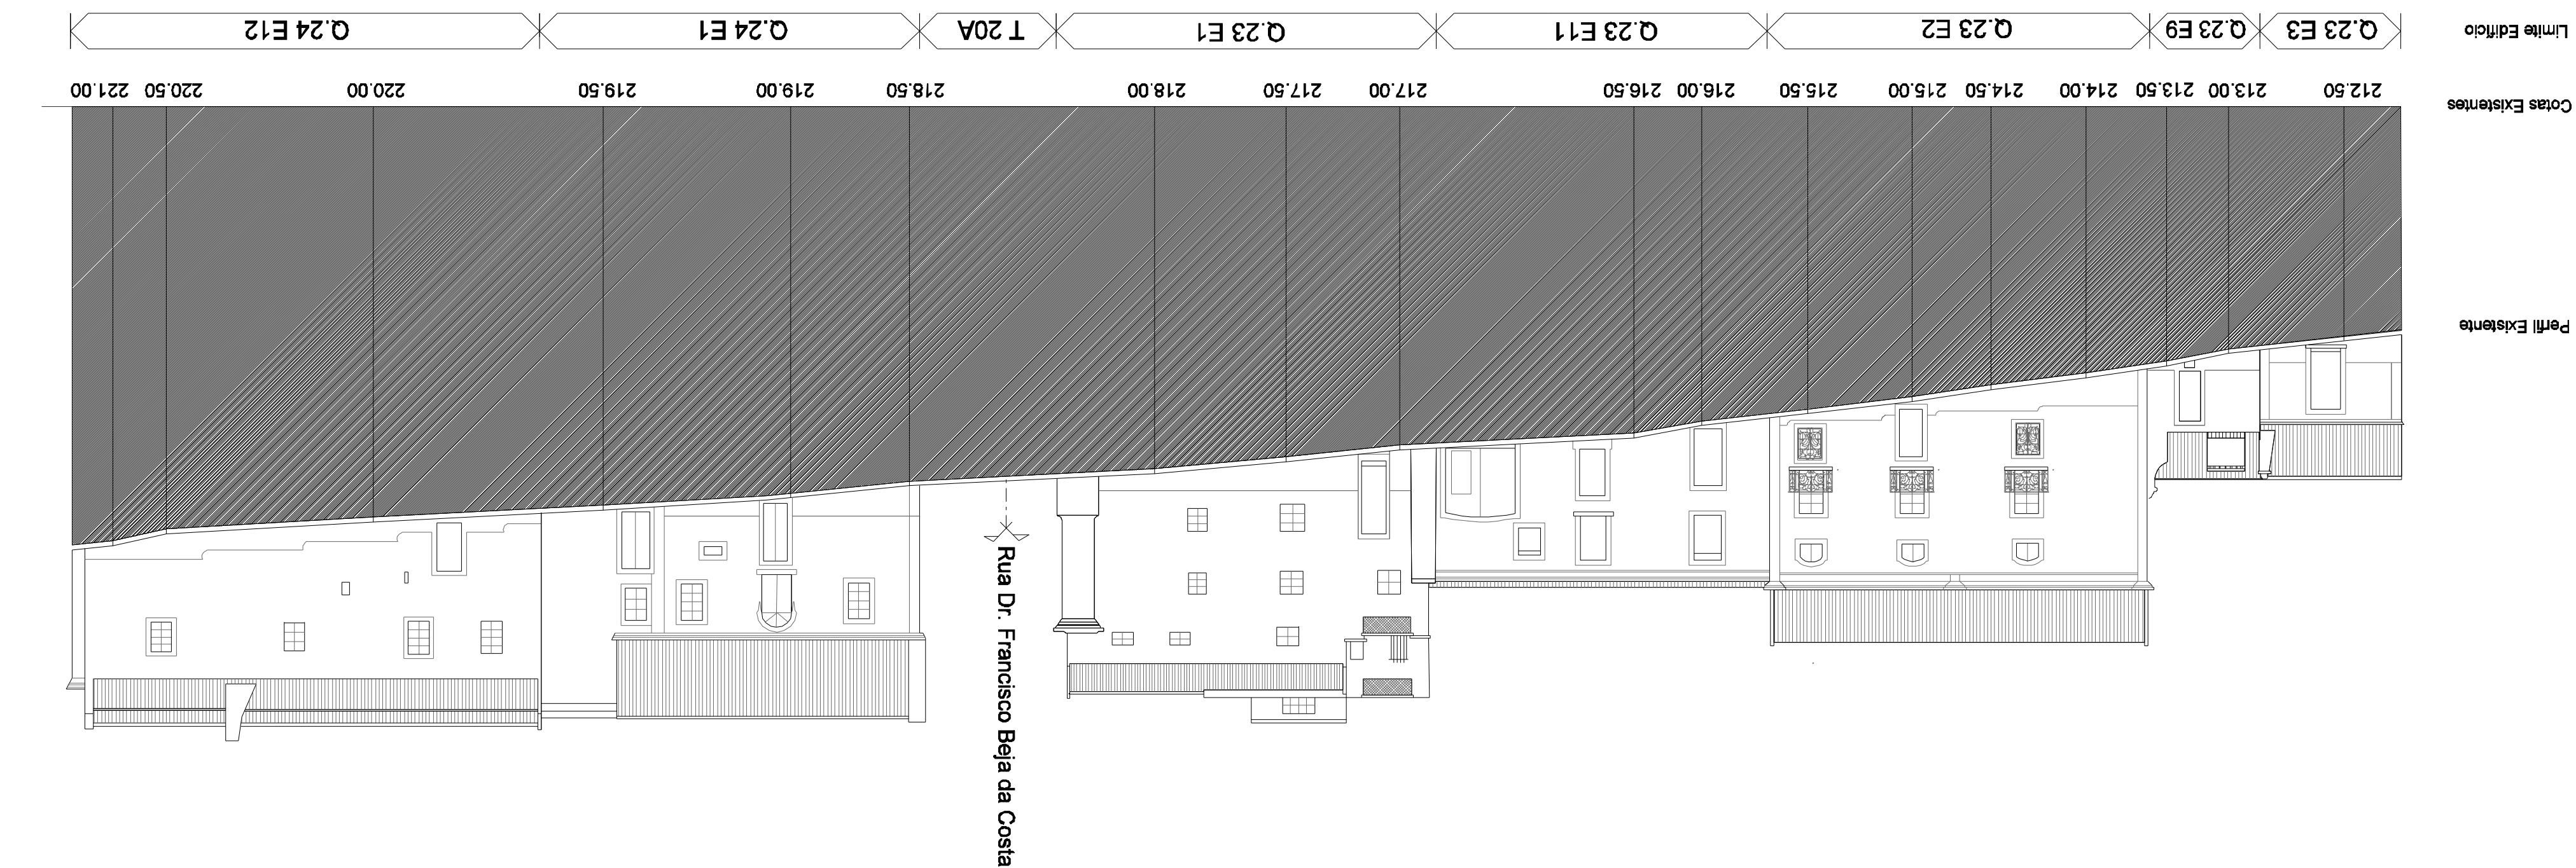 Rua Dr. Francisco Beja da Costa
Perfil Existente
Cotas Existentes
212.50 213.00 213.50 214.00 214.50 215.00 215.50 216.00 216.50 217.00 217.50 218.00 218.50 219.00 219.50 220.00 220.50 221.00
Limite Edifício
Q.23 E3 Q.23 E9 Q.23 E2 Q.23 E11 Q.23 E1 T 20A Q.24 E1 Q.24 E12